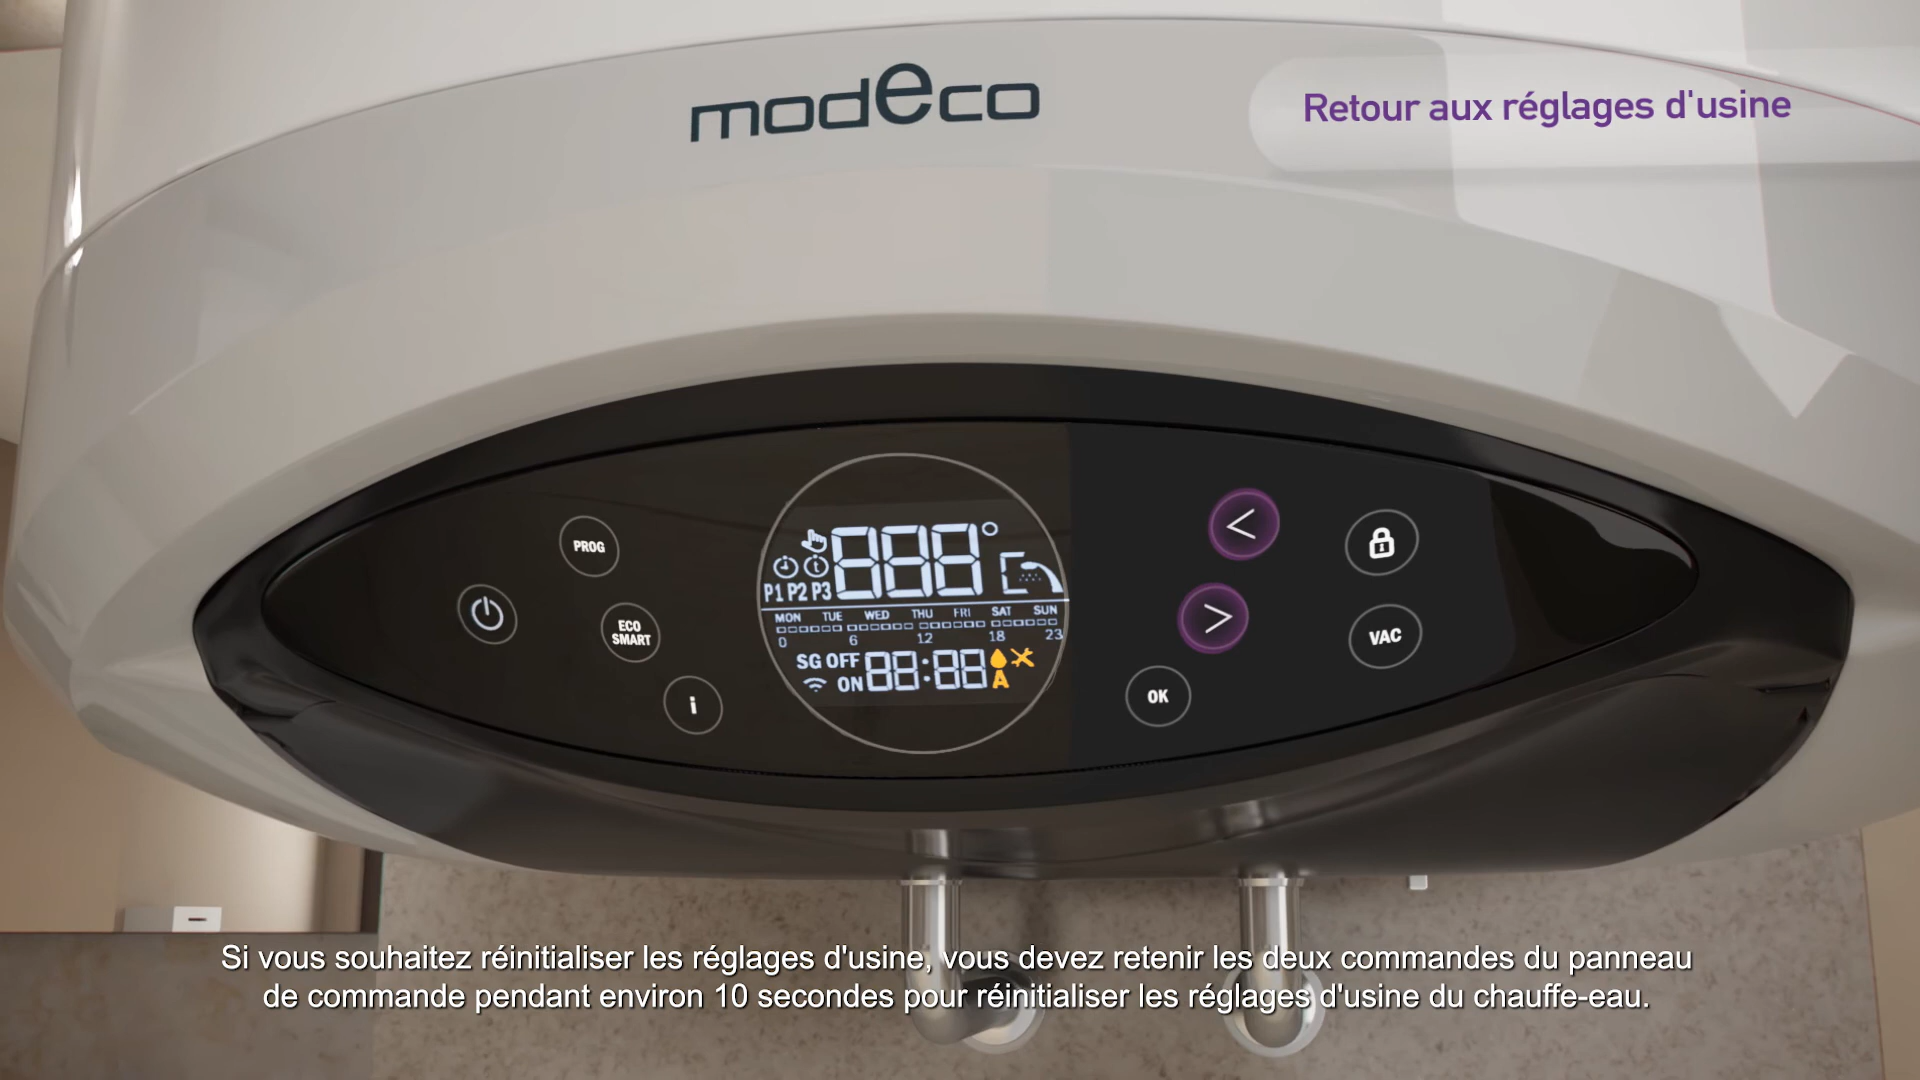 modeco
Retour aux réglages d'usine
PROG
ECO
SMART
i
888°
P1 P2 P3
MON TUE WED THU FRI SAT SUN
0 6 12 18 23
SG OFF
ON 88:88
A
<
>
OK
VAC
Si vous souhaitez réinitialiser les réglages d'usine, vous devez retenir les deux commandes du panneau
de commande pendant environ 10 secondes pour réinitialiser les réglages d'usine du chauffe-eau.